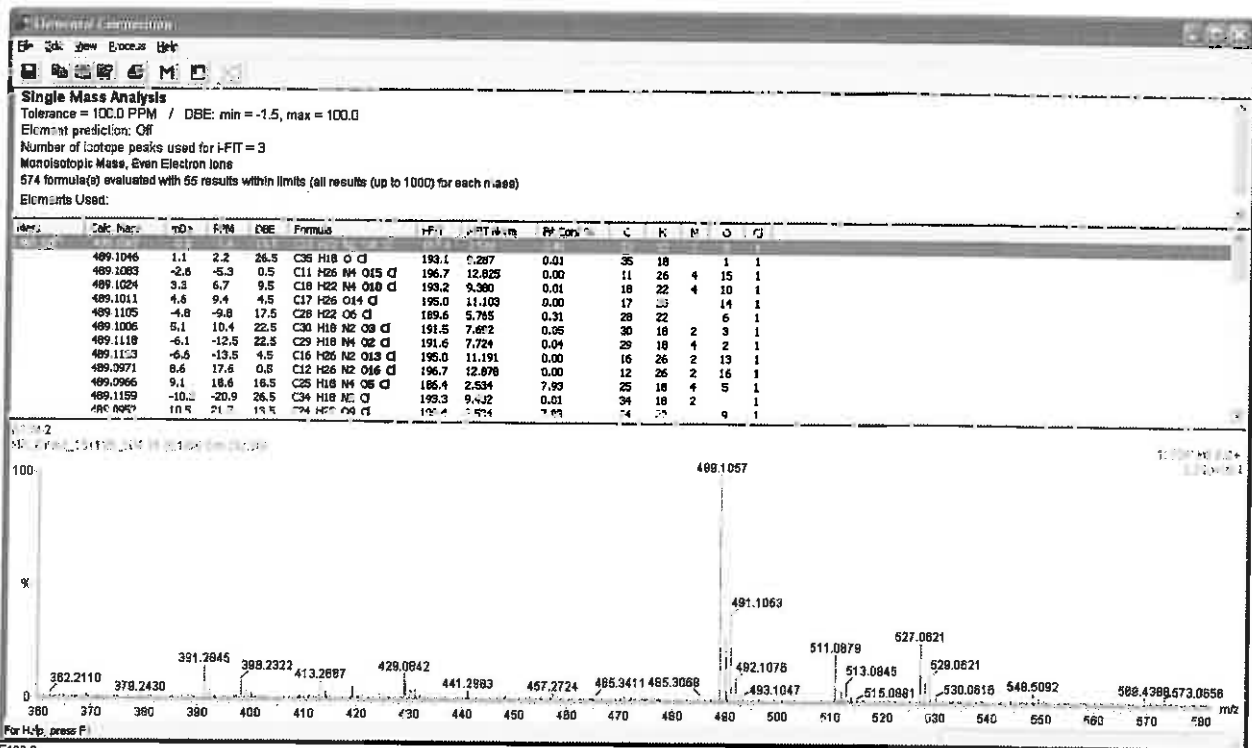 Elemental Composition
File Edit View Process Help
M
Single Mass Analysis
Tolerance = 100.0 PPM / DBE: min = -1.5, max = 100.0
Element prediction: Off
Number of isotope peaks used for i-FIT = 3
Monoisotopic Mass, Even Electron Ions
574 formula(e) evaluated with 55 results within limits (all results (up to 1000) for each mass)
Elements Used:
Mass Calc. Mass mDa PPM DBE Formula i-FIT i-FIT Norm Fit Conf % C H N O Cl
489.1046 1.1 2.2 26.5 C35 H18 O Cl 193.1 9.287 0.01 35 18 1 1
489.1083 -2.6 -5.3 0.5 C11 H26 N4 O15 Cl 196.7 12.825 0.00 11 26 4 15 1
489.1024 3.3 6.7 9.5 C18 H22 N4 O10 Cl 193.2 9.380 0.01 18 22 4 10 1
489.1011 4.6 9.4 4.5 C17 H26 O14 Cl 195.0 11.103 0.00 17 26 14 1
489.1105 -4.8 -9.8 17.5 C28 H22 O6 Cl 189.6 5.765 0.31 28 22 6 1
489.1006 5.1 10.4 22.5 C30 H18 N2 O3 Cl 191.5 7.692 0.05 30 18 2 3 1
489.1118 -6.1 -12.5 22.5 C29 H18 N4 O2 Cl 191.6 7.724 0.04 29 18 4 2 1
489.1123 -6.6 -13.5 4.5 C16 H26 N2 O13 Cl 195.0 11.191 0.00 16 26 2 13 1
489.0971 8.6 17.6 0.5 C12 H26 N2 O16 Cl 196.7 12.878 0.00 12 26 2 16 1
489.0966 9.1 18.6 16.5 C25 H18 N4 O5 Cl 186.4 2.534 7.93 25 18 4 5 1
489.1159 -10.2 -20.9 26.5 C34 H18 N2 Cl 193.3 9.432 0.01 34 18 2 1
489.0952 10.5 13.5 C24 H22 O9 Cl 9 1
100
%
0
489.1057
491.1063
492.1076
493.1047
362.2110
379.2430
391.2845
398.2322
413.2687
429.0842
441.2983
457.2724
465.3411
485.3068
511.0879
513.0845
515.0881
527.0621
529.0621
530.0616
548.5092
573.0656
360 370 380 390 400 410 420 430 440 450 460 470 480 490 500 510 520 530 540 550 560 570 580 m/z
For Help, press F1